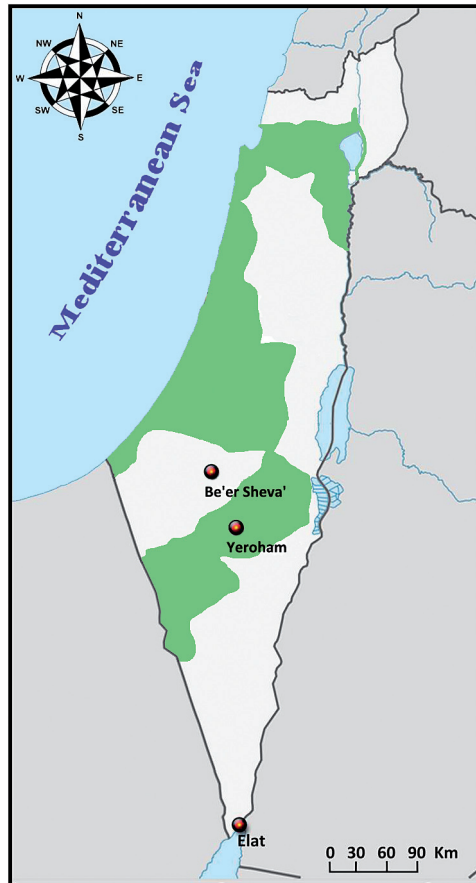 N
NW NE
W E
SW SE
S
Mediterranean Sea
Be'er Sheva'
Yeroham
Elat
0 30 60 90 Km